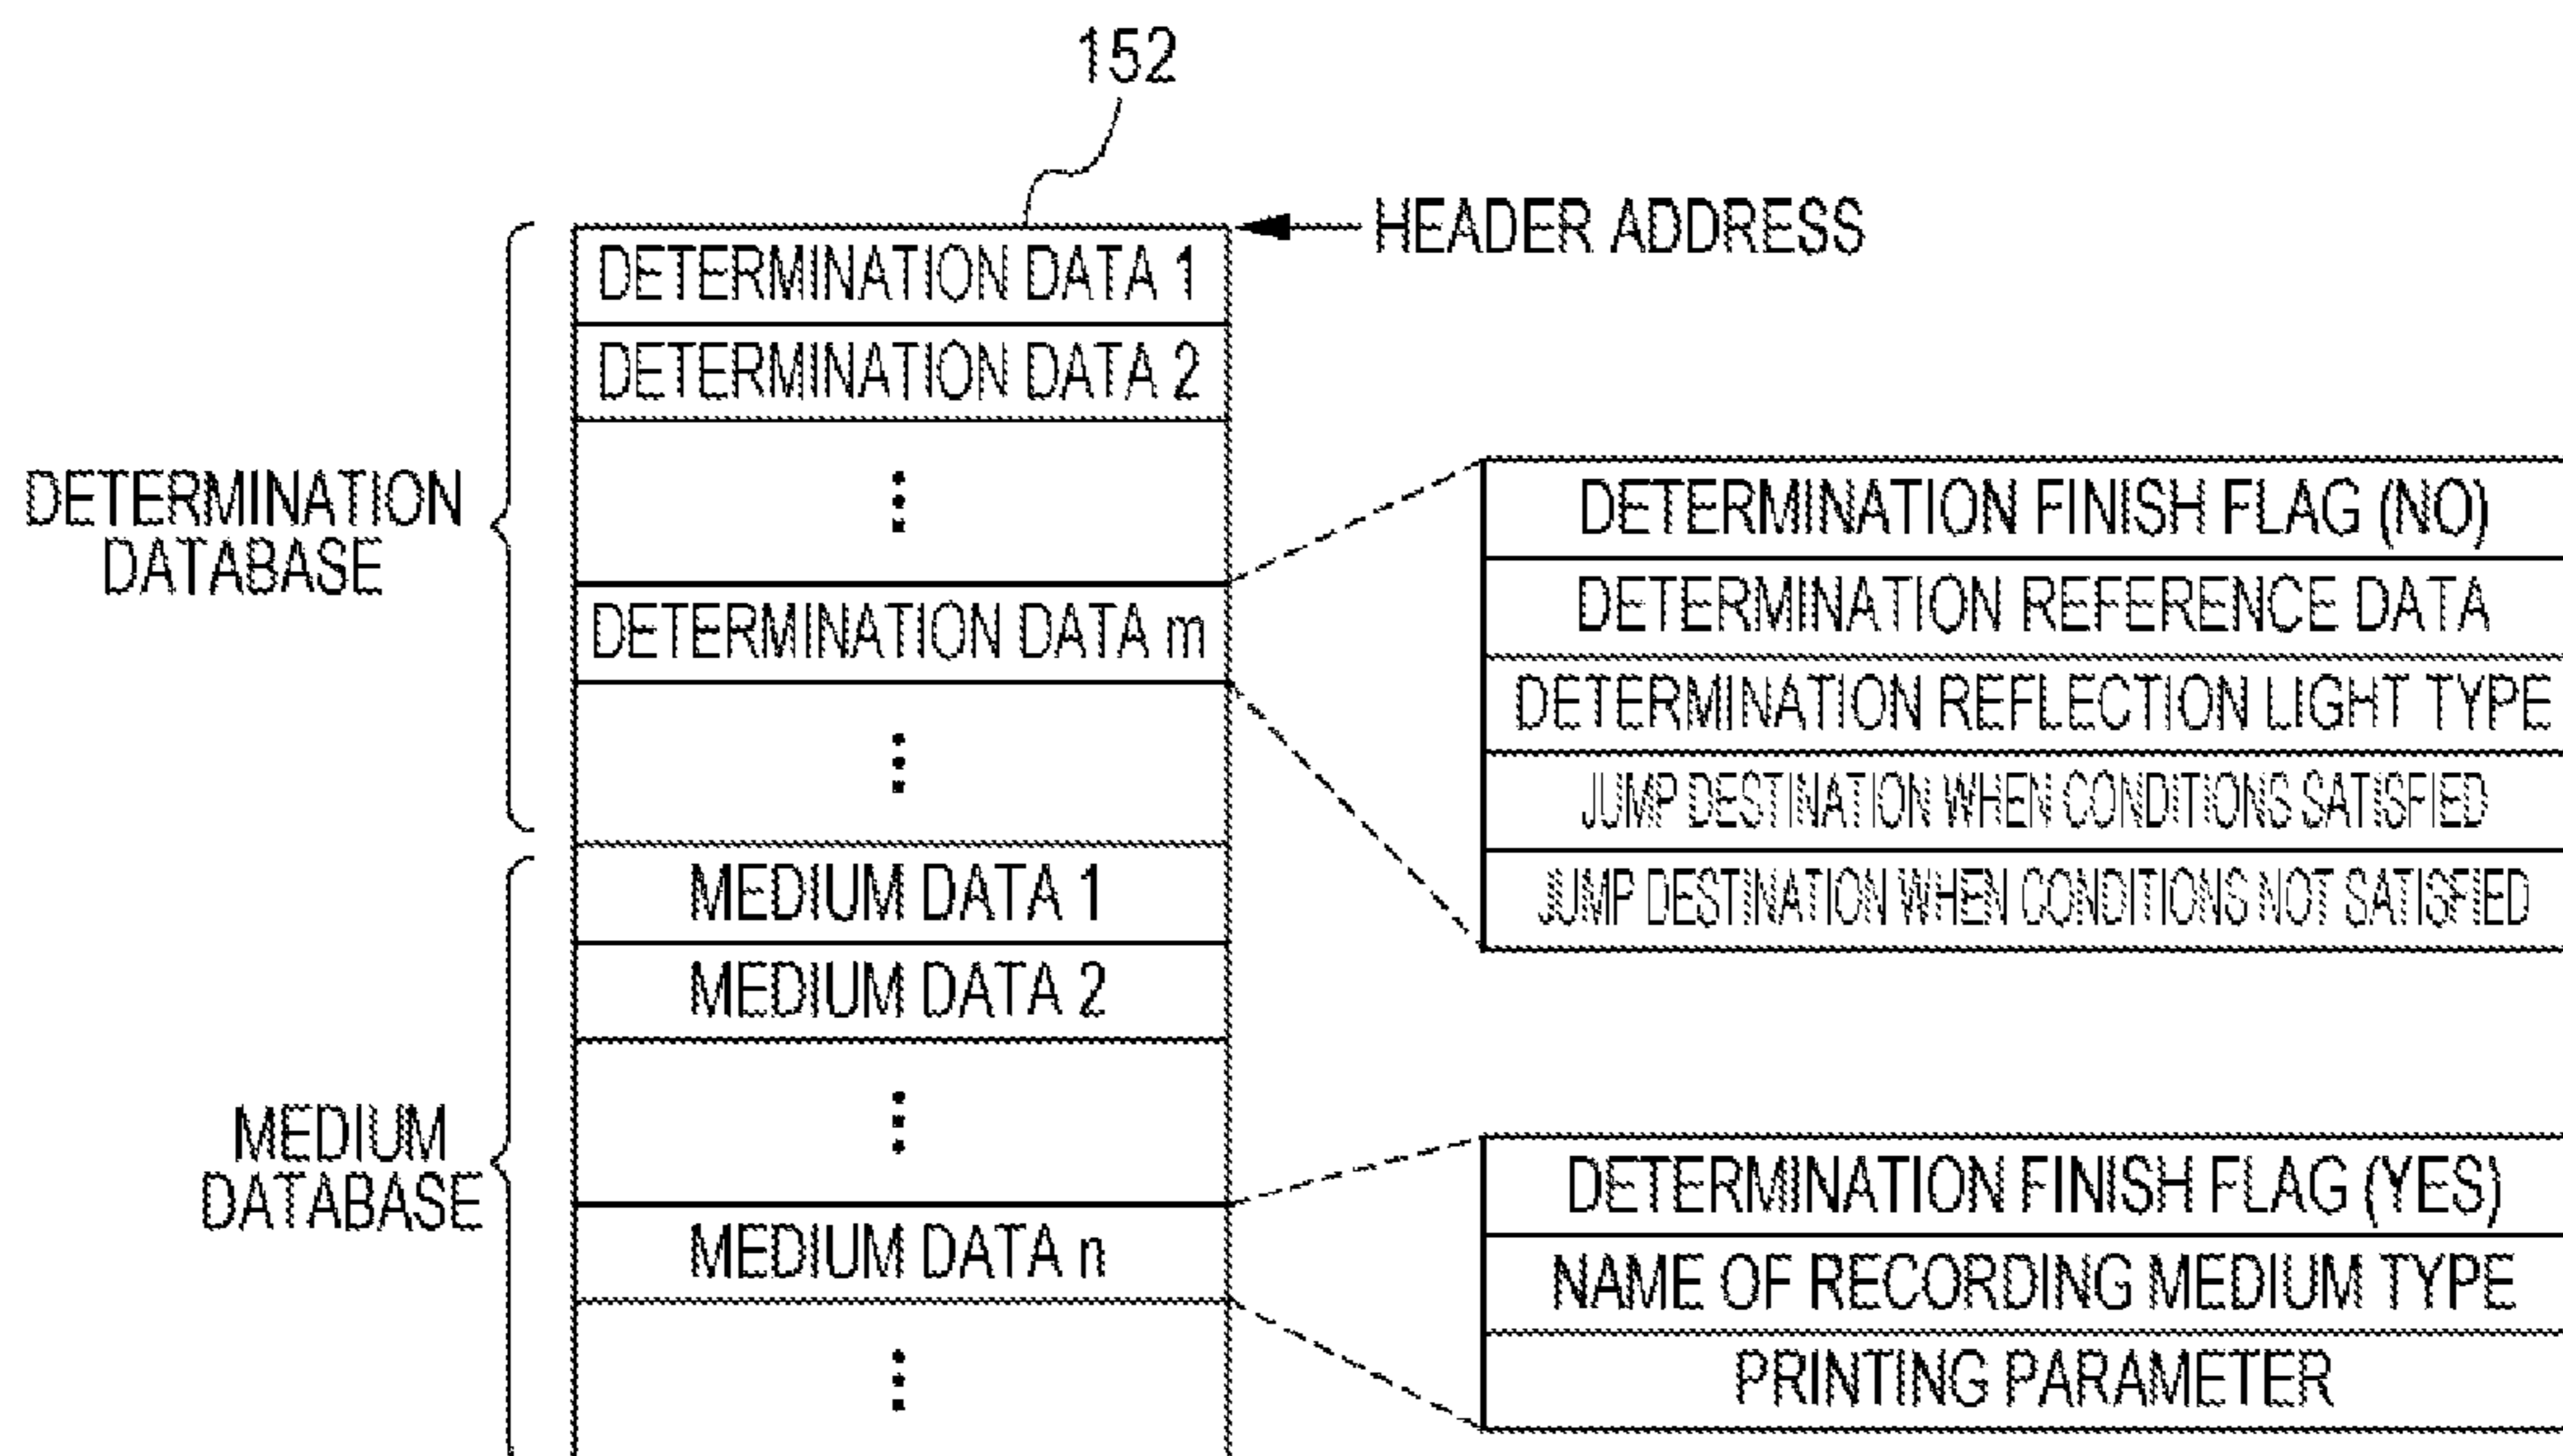 152
HEADER ADDRESS
DETERMINATION DATA 1
DETERMINATION DATA 2
⋮
DETERMINATION DATA m
⋮
DETERMINATION
DATABASE
DETERMINATION FINISH FLAG (NO)
DETERMINATION REFERENCE DATA
DETERMINATION REFLECTION LIGHT TYPE
JUMP DESTINATION WHEN CONDITIONS SATISFIED
JUMP DESTINATION WHEN CONDITIONS NOT SATISFIED
MEDIUM DATA 1
MEDIUM DATA 2
⋮
MEDIUM DATA n
⋮
MEDIUM
DATABASE
DETERMINATION FINISH FLAG (YES)
NAME OF RECORDING MEDIUM TYPE
PRINTING PARAMETER